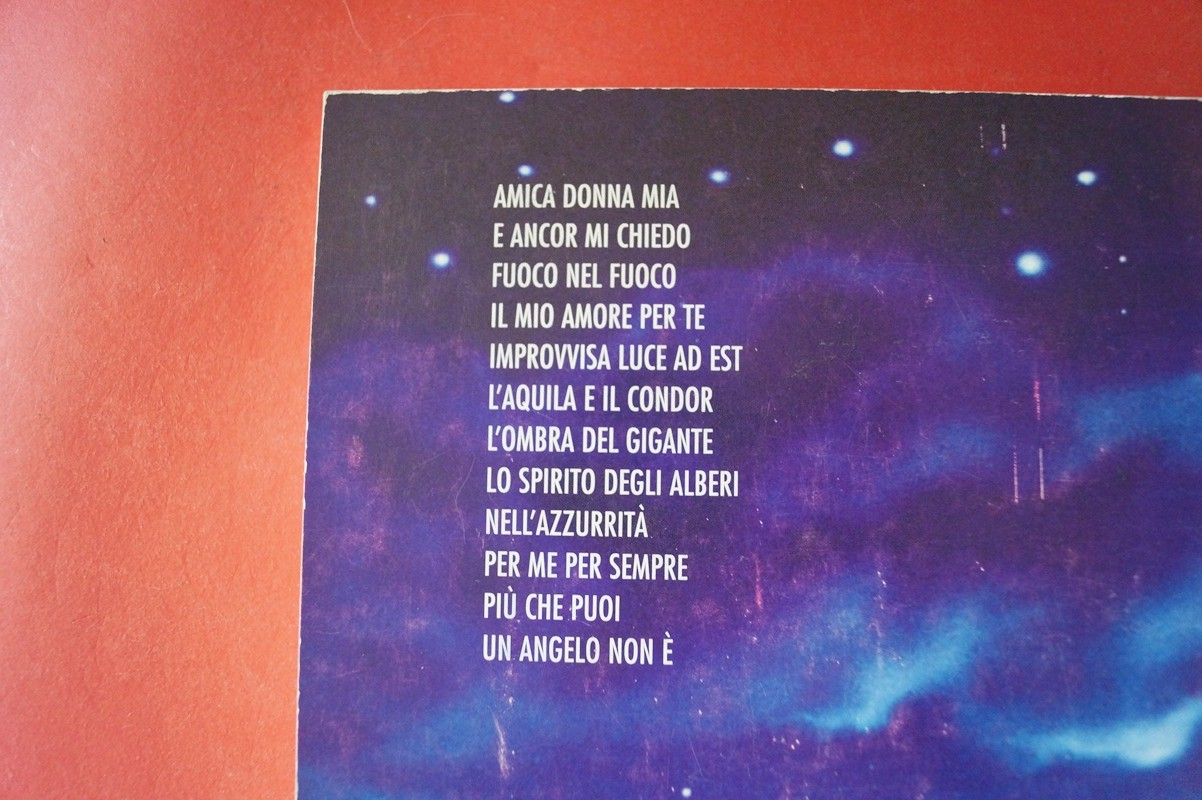 AMICA DONNA MIA
E ANCOR MI CHIEDO
FUOCO NEL FUOCO
IL MIO AMORE PER TE
IMPROVVISA LUCE AD EST
L'AQUILA E IL CONDOR
L'OMBRA DEL GIGANTE
LO SPIRITO DEGLI ALBERI
NELL'AZZURRITÀ
PER ME PER SEMPRE
PIÙ CHE PUOI
UN ANGELO NON È